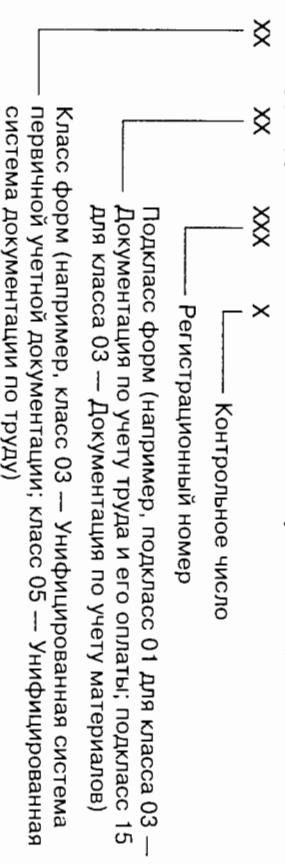 XX XX XXX X
Контрольное число
Регистрационный номер
Подкласс форм (например, подкласс 01 для класса 03 —
Документация по учету труда и его оплаты; подкласс 15
для класса 03 — Документация по учету материалов)
Класс форм (например, класс 03 — Унифицированная система
первичной учетной документации; класс 05 — Унифицированная
система документации по труду)